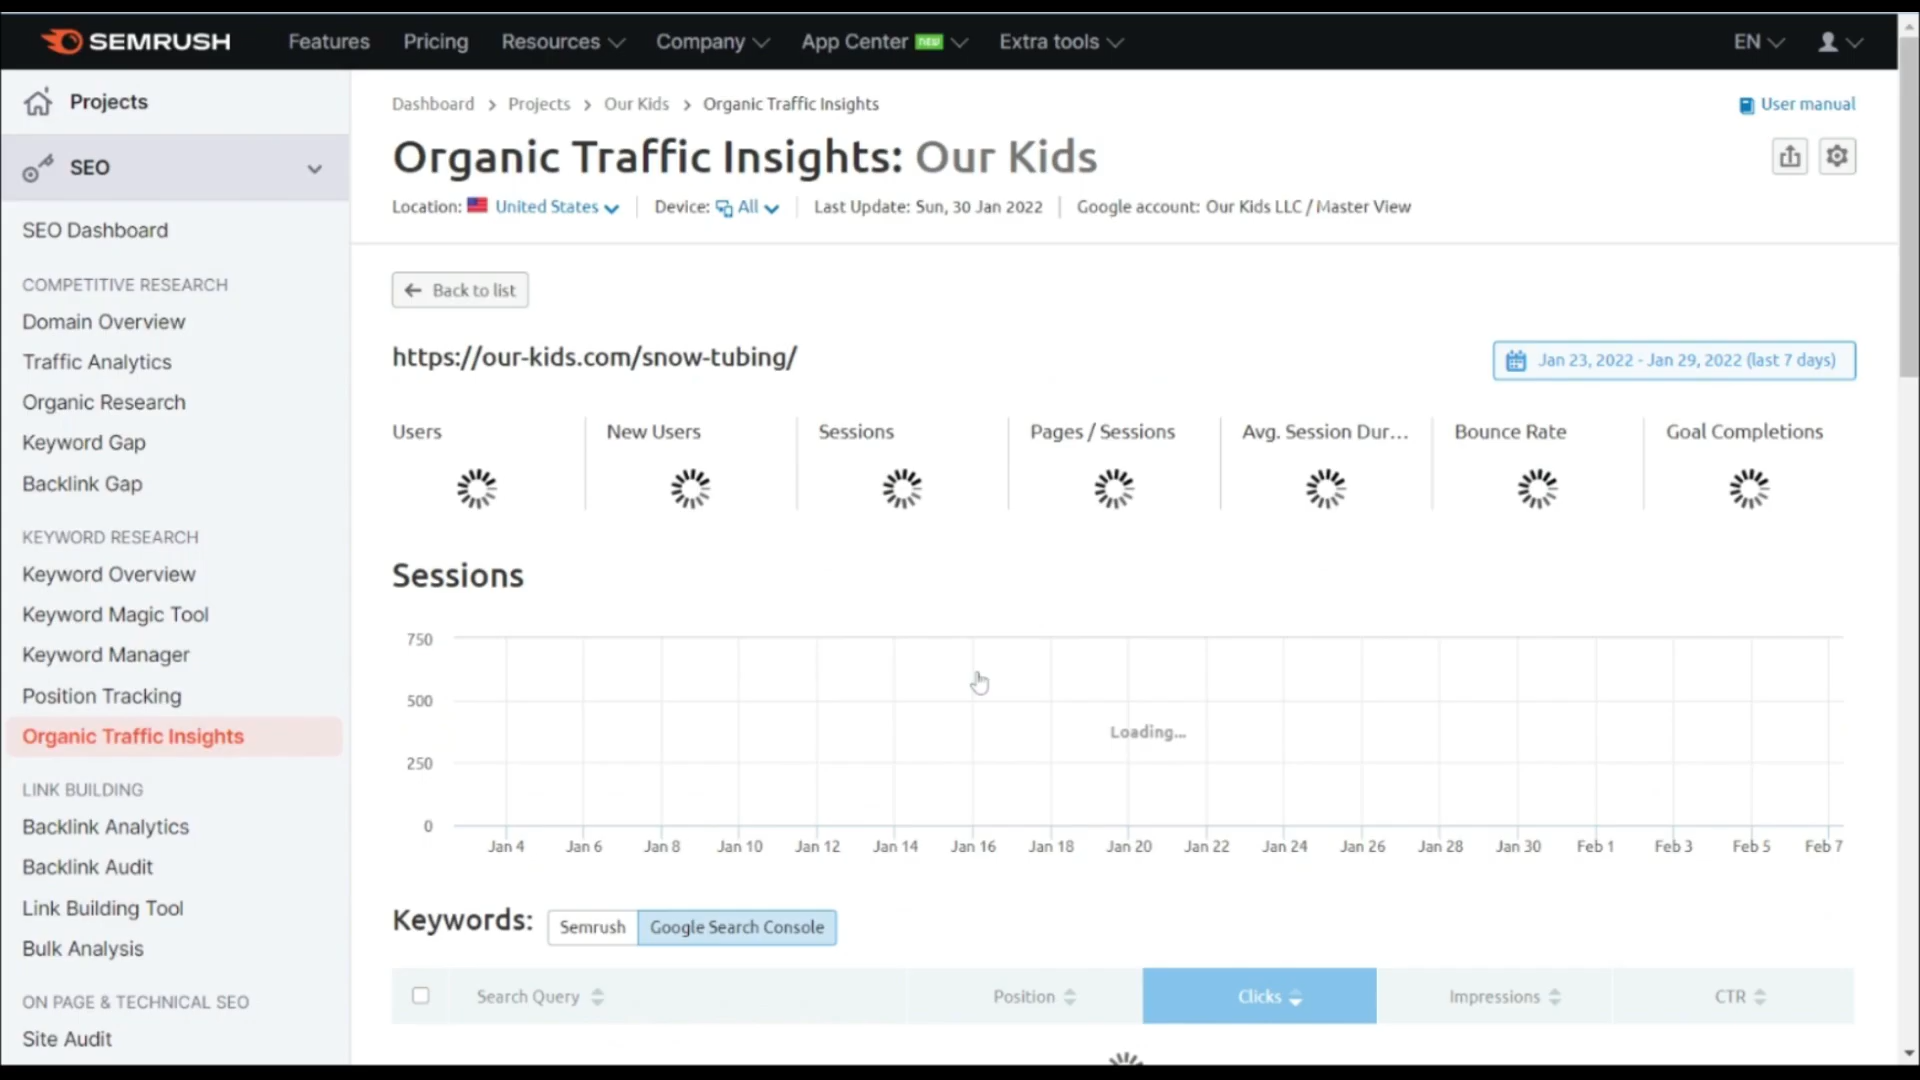 SEMRUSH Features Pricing Resources Company App Center NEW Extra tools EN
Projects
SEO
SEO Dashboard
COMPETITIVE RESEARCH
Domain Overview
Traffic Analytics
Organic Research
Keyword Gap
Backlink Gap
KEYWORD RESEARCH
Keyword Overview
Keyword Magic Tool
Keyword Manager
Position Tracking
Organic Traffic Insights
LINK BUILDING
Backlink Analytics
Backlink Audit
Link Building Tool
Bulk Analysis
ON PAGE & TECHNICAL SEO
Site Audit
Dashboard > Projects > Our Kids > Organic Traffic Insights
User manual
Organic Traffic Insights: Our Kids
Location: United States Device: All Last Update: Sun, 30 Jan 2022 Google account: Our Kids LLC / Master View
← Back to list
https://our-kids.com/snow-tubing/
Jan 23, 2022 - Jan 29, 2022 (last 7 days)
Users New Users Sessions Pages / Sessions Avg. Session Dur... Bounce Rate Goal Completions
Sessions
750
500
Loading...
250
0
Jan 4 Jan 6 Jan 8 Jan 10 Jan 12 Jan 14 Jan 16 Jan 18 Jan 20 Jan 22 Jan 24 Jan 26 Jan 28 Jan 30 Feb 1 Feb 3 Feb 5 Feb 7
Keywords: Semrush Google Search Console
Search Query Position Clicks Impressions CTR